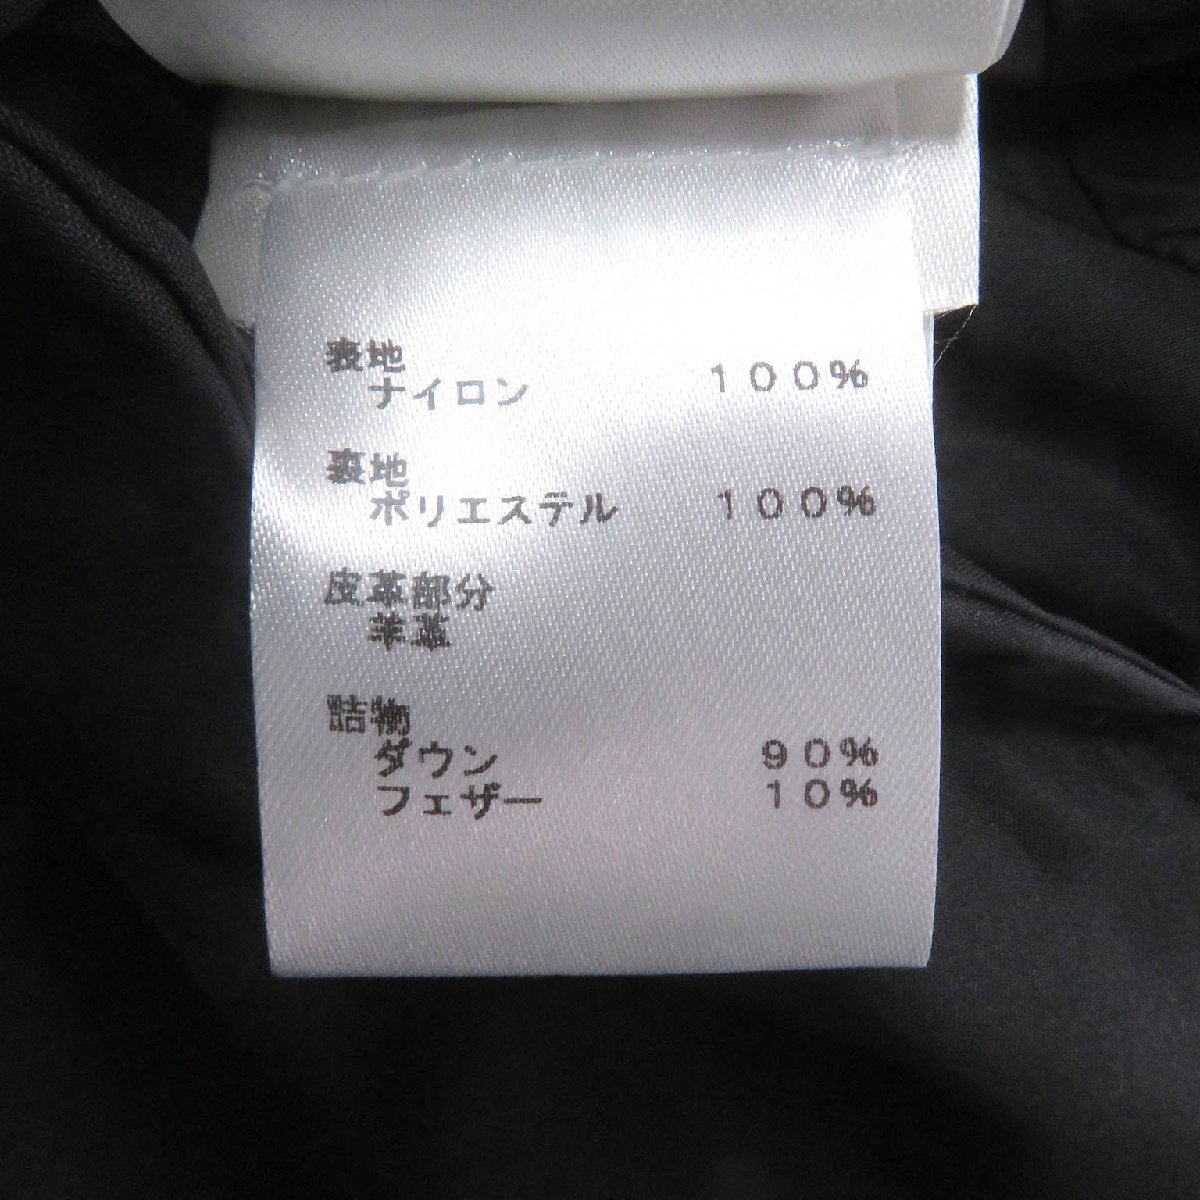 表地
ナイロン 100%
裏地
ポリエステル 100%
皮革部分
羊革
詰物
ダウン 90%
フェザー 10%